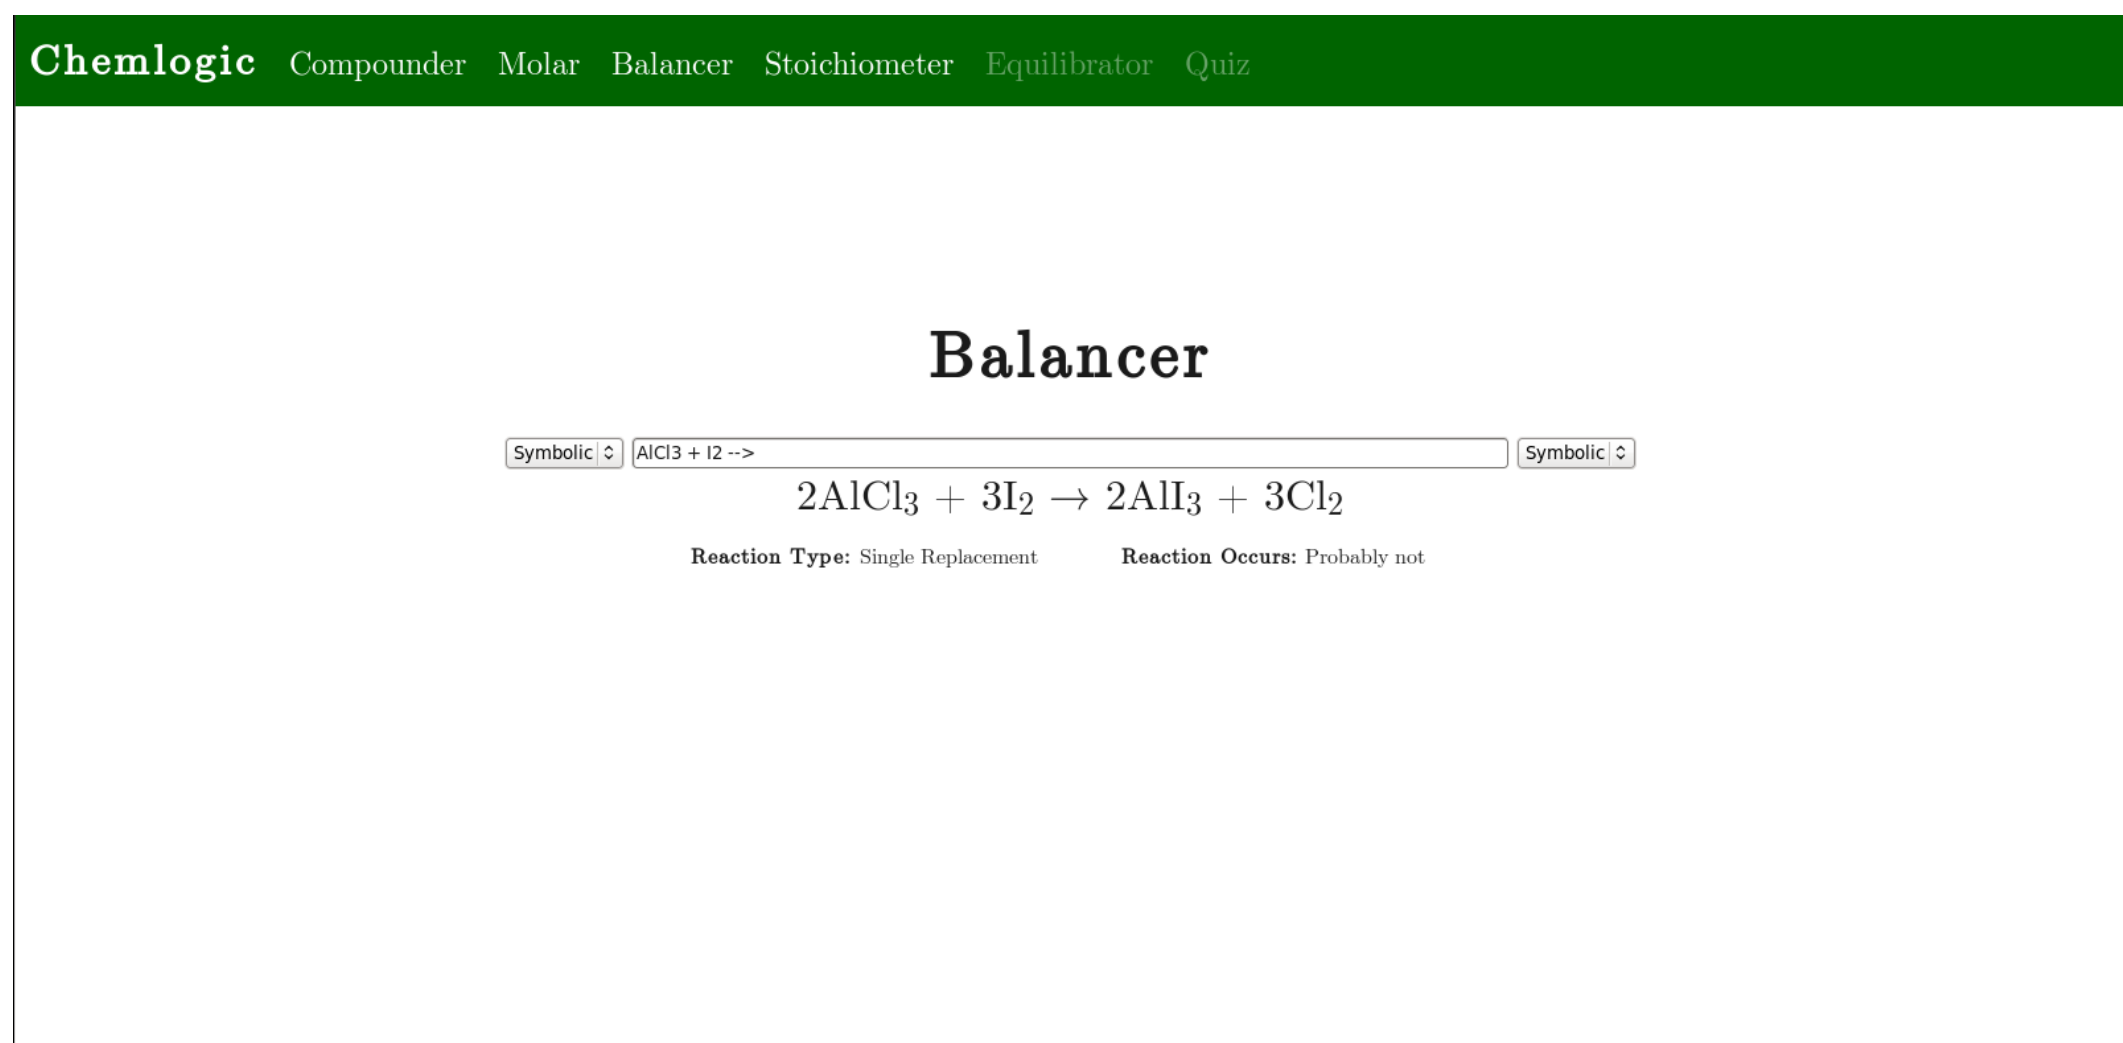 Chemlogic Compounder Molar Balancer Stoichiometer Equilibrator Quiz
Balancer
Symbolic AlCl3 + I2 --> Symbolic
2AlCl₃ + 3I₂ → 2AlI₃ + 3Cl₂
Reaction Type: Single Replacement Reaction Occurs: Probably not